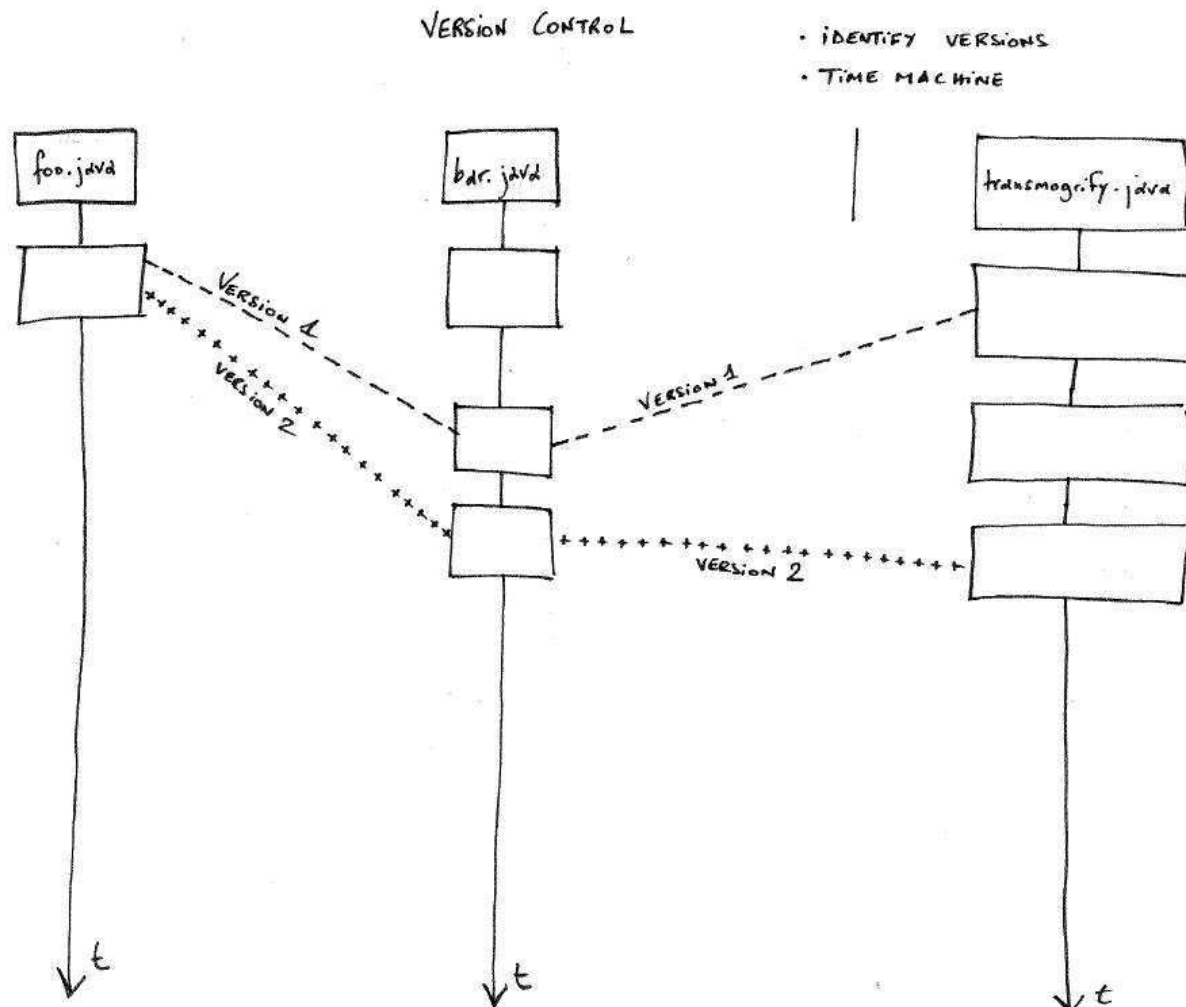 VERSION CONTROL
• IDENTIFY VERSIONS
• TIME MACHINE
foo.java
bar.java
transmogrify.java
VERSION 1
VERSION 2
VERSION 1
VERSION 2
t
t
t